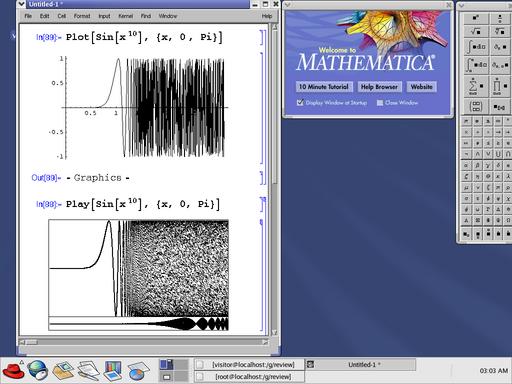 Untitled-1 *
File Edit Format Input Kernel Find Window Help
In[89]:= Plot[Sin[x^10], {x, 0, Pi}]
1
0.5
0.5 1
-0.5
-1
Out[89]= - Graphics -
In[88]:= Play[Sin[x^10], {x, 0, Pi}]
Welcome to
MATHEMATICA®
10 Minute Tutorial Help Browser Website
Display Window at Startup Close Window
[visitor@localhost:/g/review] Untitled-1 *
[root@localhost:/g/review]
03:03 AM